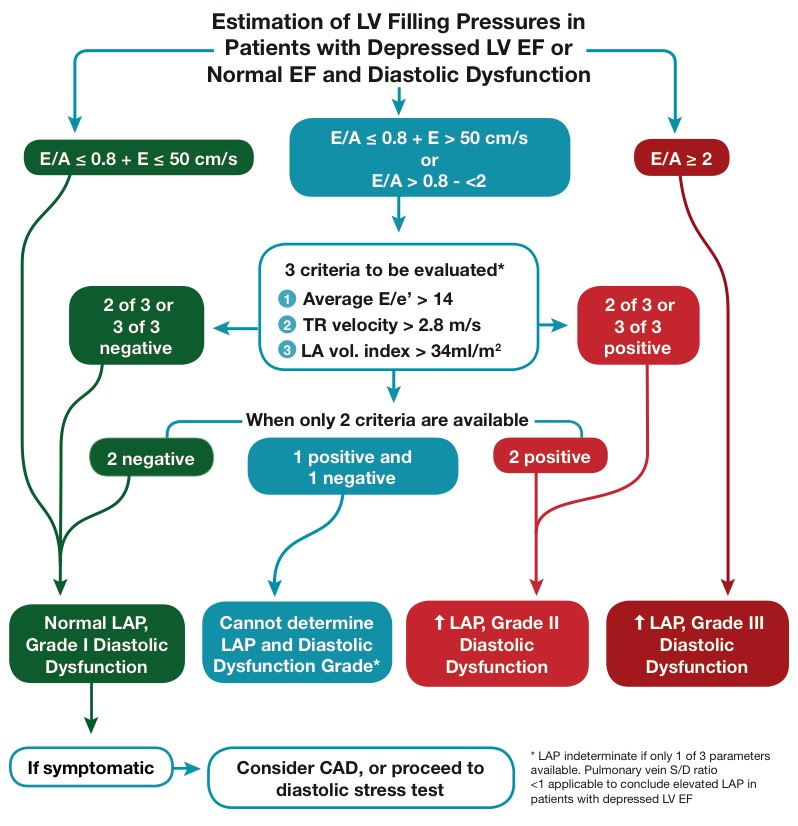 Estimation of LV Filling Pressures in
Patients with Depressed LV EF or
Normal EF and Diastolic Dysfunction
E/A ≤ 0.8 + E ≤ 50 cm/s
E/A ≤ 0.8 + E > 50 cm/s
or
E/A > 0.8 - <2
E/A ≥ 2
3 criteria to be evaluated*
1 Average E/e’ > 14
2 TR velocity > 2.8 m/s
3 LA vol. index > 34ml/m²
2 of 3 or
3 of 3
negative
2 of 3 or
3 of 3
positive
When only 2 criteria are available
2 negative
1 positive and
1 negative
2 positive
Normal LAP,
Grade I Diastolic
Dysfunction
Cannot determine
LAP and Diastolic
Dysfunction Grade*
↑ LAP, Grade II
Diastolic
Dysfunction
↑ LAP, Grade III
Diastolic
Dysfunction
If symptomatic
Consider CAD, or proceed to
diastolic stress test
* LAP indeterminate if only 1 of 3 parameters
available. Pulmonary vein S/D ratio
<1 applicable to conclude elevated LAP in
patients with depressed LV EF